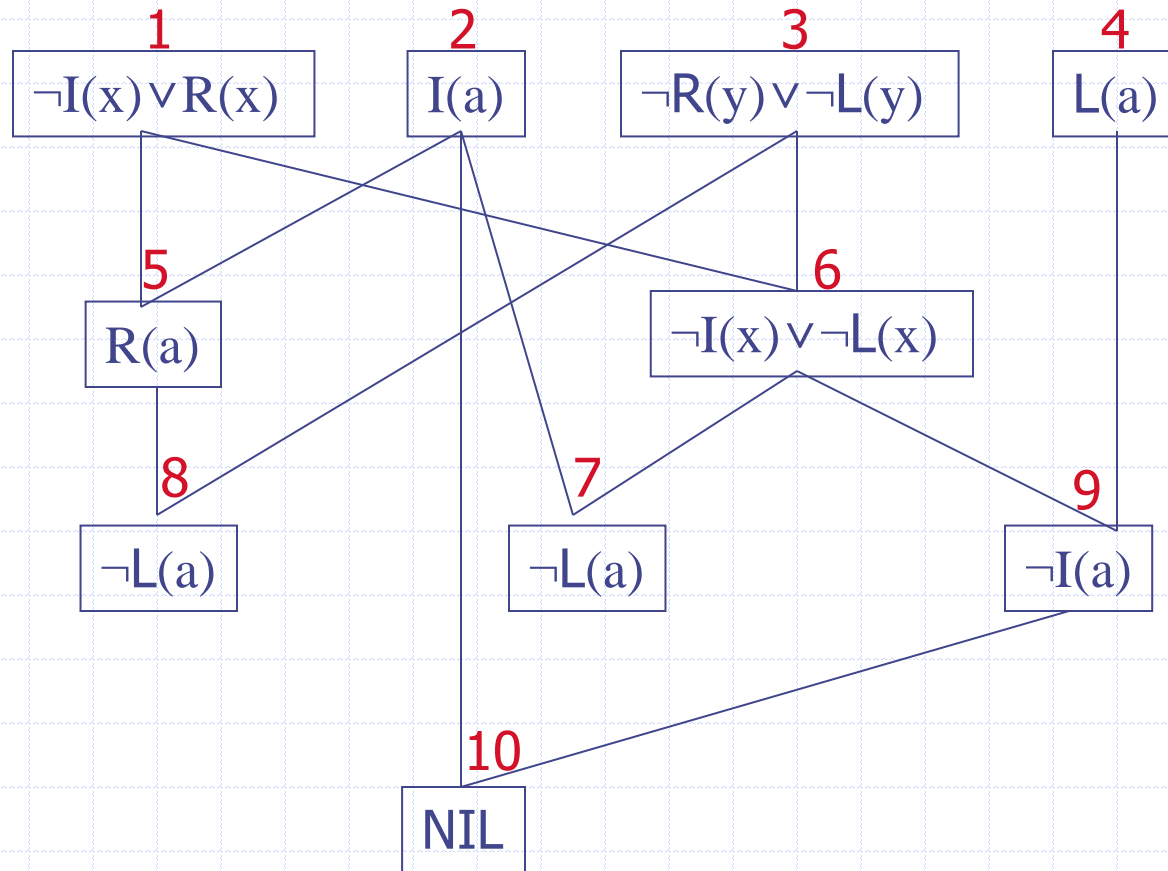 1 2 3 4
¬I(x)∨R(x) I(a) ¬R(y)∨¬L(y) L(a)
5 6
R(a) ¬I(x)∨¬L(x)
8 7 9
¬L(a) ¬L(a) ¬I(a)
10
NIL